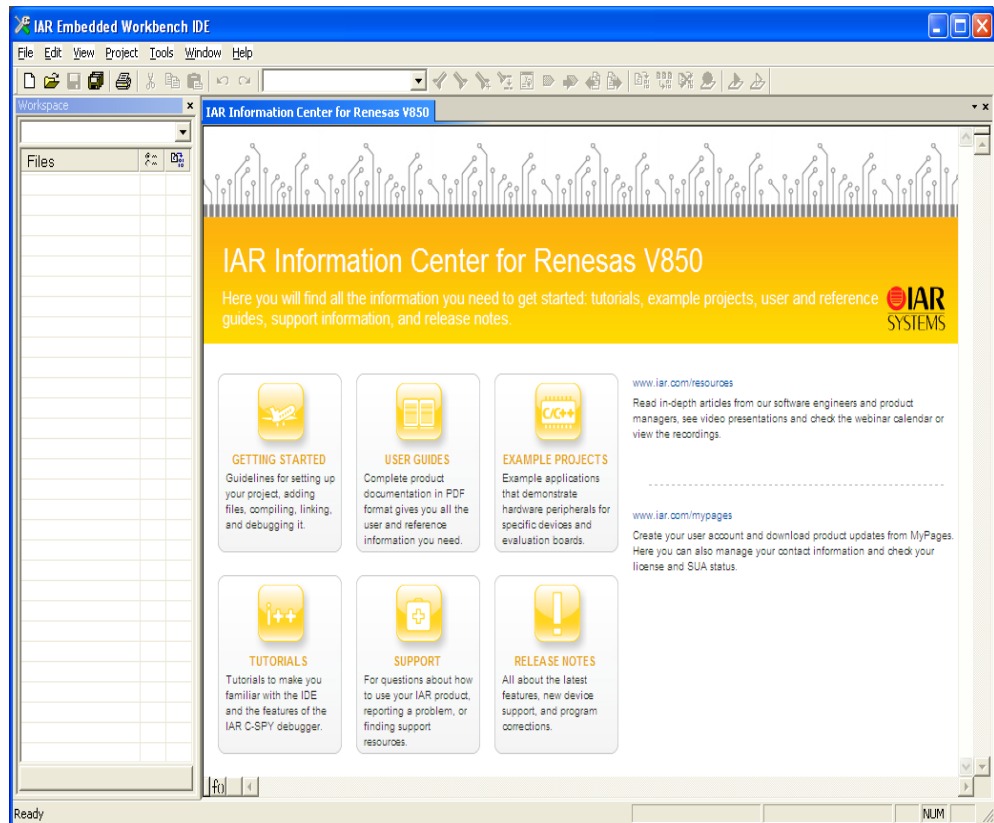 IAR Embedded Workbench IDE
File Edit View Project Tools Window Help
Workspace
IAR Information Center for Renesas V850
Files
IAR Information Center for Renesas V850
Here you will find all the information you need to get started: tutorials, example projects, user and reference
guides, support information, and release notes.
IAR
SYSTEMS
GETTING STARTED
Guidelines for setting up
your project, adding
files, compiling, linking,
and debugging it.
USER GUIDES
Complete product
documentation in PDF
format gives you all the
user and reference
information you need.
C/C++
EXAMPLE PROJECTS
Example applications
that demonstrate
hardware peripherals for
specific devices and
evaluation boards.
www.iar.com/resources
Read in-depth articles from our software engineers and product
managers, see video presentations and check the webinar calendar or
view the recordings.
www.iar.com/mypages
Create your user account and download product updates from MyPages.
Here you can also manage your contact information and check your
license and SUA status.
i++
TUTORIALS
Tutorials to make you
familiar with the IDE
and the features of the
IAR C-SPY debugger.
SUPPORT
For questions about how
to use your IAR product,
reporting a problem, or
finding support
resources.
RELEASE NOTES
All about the latest
features, new device
support, and program
corrections.
f()
Ready
NUM